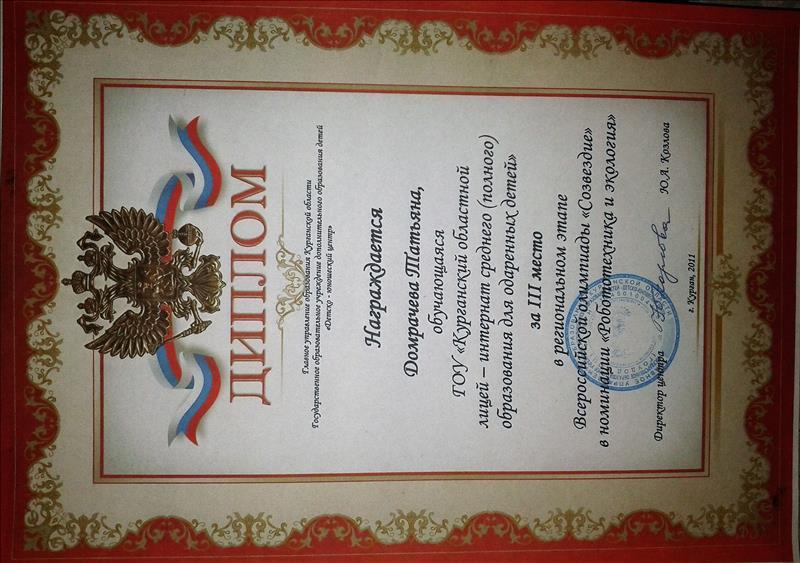 ДИПЛОМ
Главное управление образования Курганской области
Государственное образовательное учреждение дополнительного образования детей
«Детско - юношеский центр»
Награждается
Домрачева Татьяна,
обучающаяся
ГОУ «Курганский областной
лицей – интернат среднего (полного)
образования для одаренных детей»
за III место
в региональном этапе
Всероссийской олимпиады «Созвездие»
в номинации «Робототехника и экология»
Директор центра Ю.А. Козлова
г. Курган, 2011